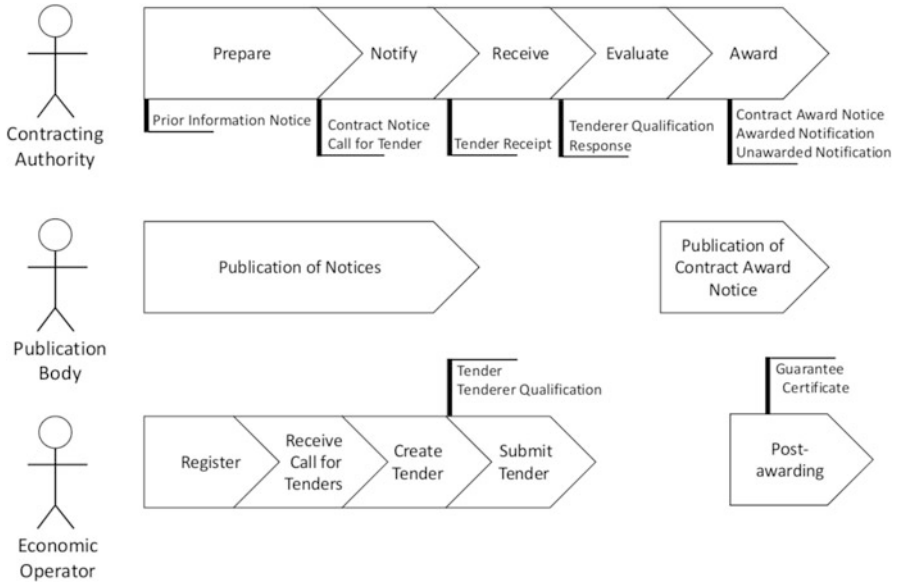 Prepare
Notify
Receive
Evaluate
Award
Prior Information Notice
Contract Notice
Call for Tender
Tender Receipt
Tenderer Qualification
Response
Contract Award Notice
Awarded Notification
Unawarded Notification
Contracting
Authority
Publication of Notices
Publication of
Contract Award
Notice
Publication
Body
Tender
Tenderer Qualification
Guarantee
Certificate
Register
Receive
Call for
Tenders
Create
Tender
Submit
Tender
Post-
awarding
Economic
Operator